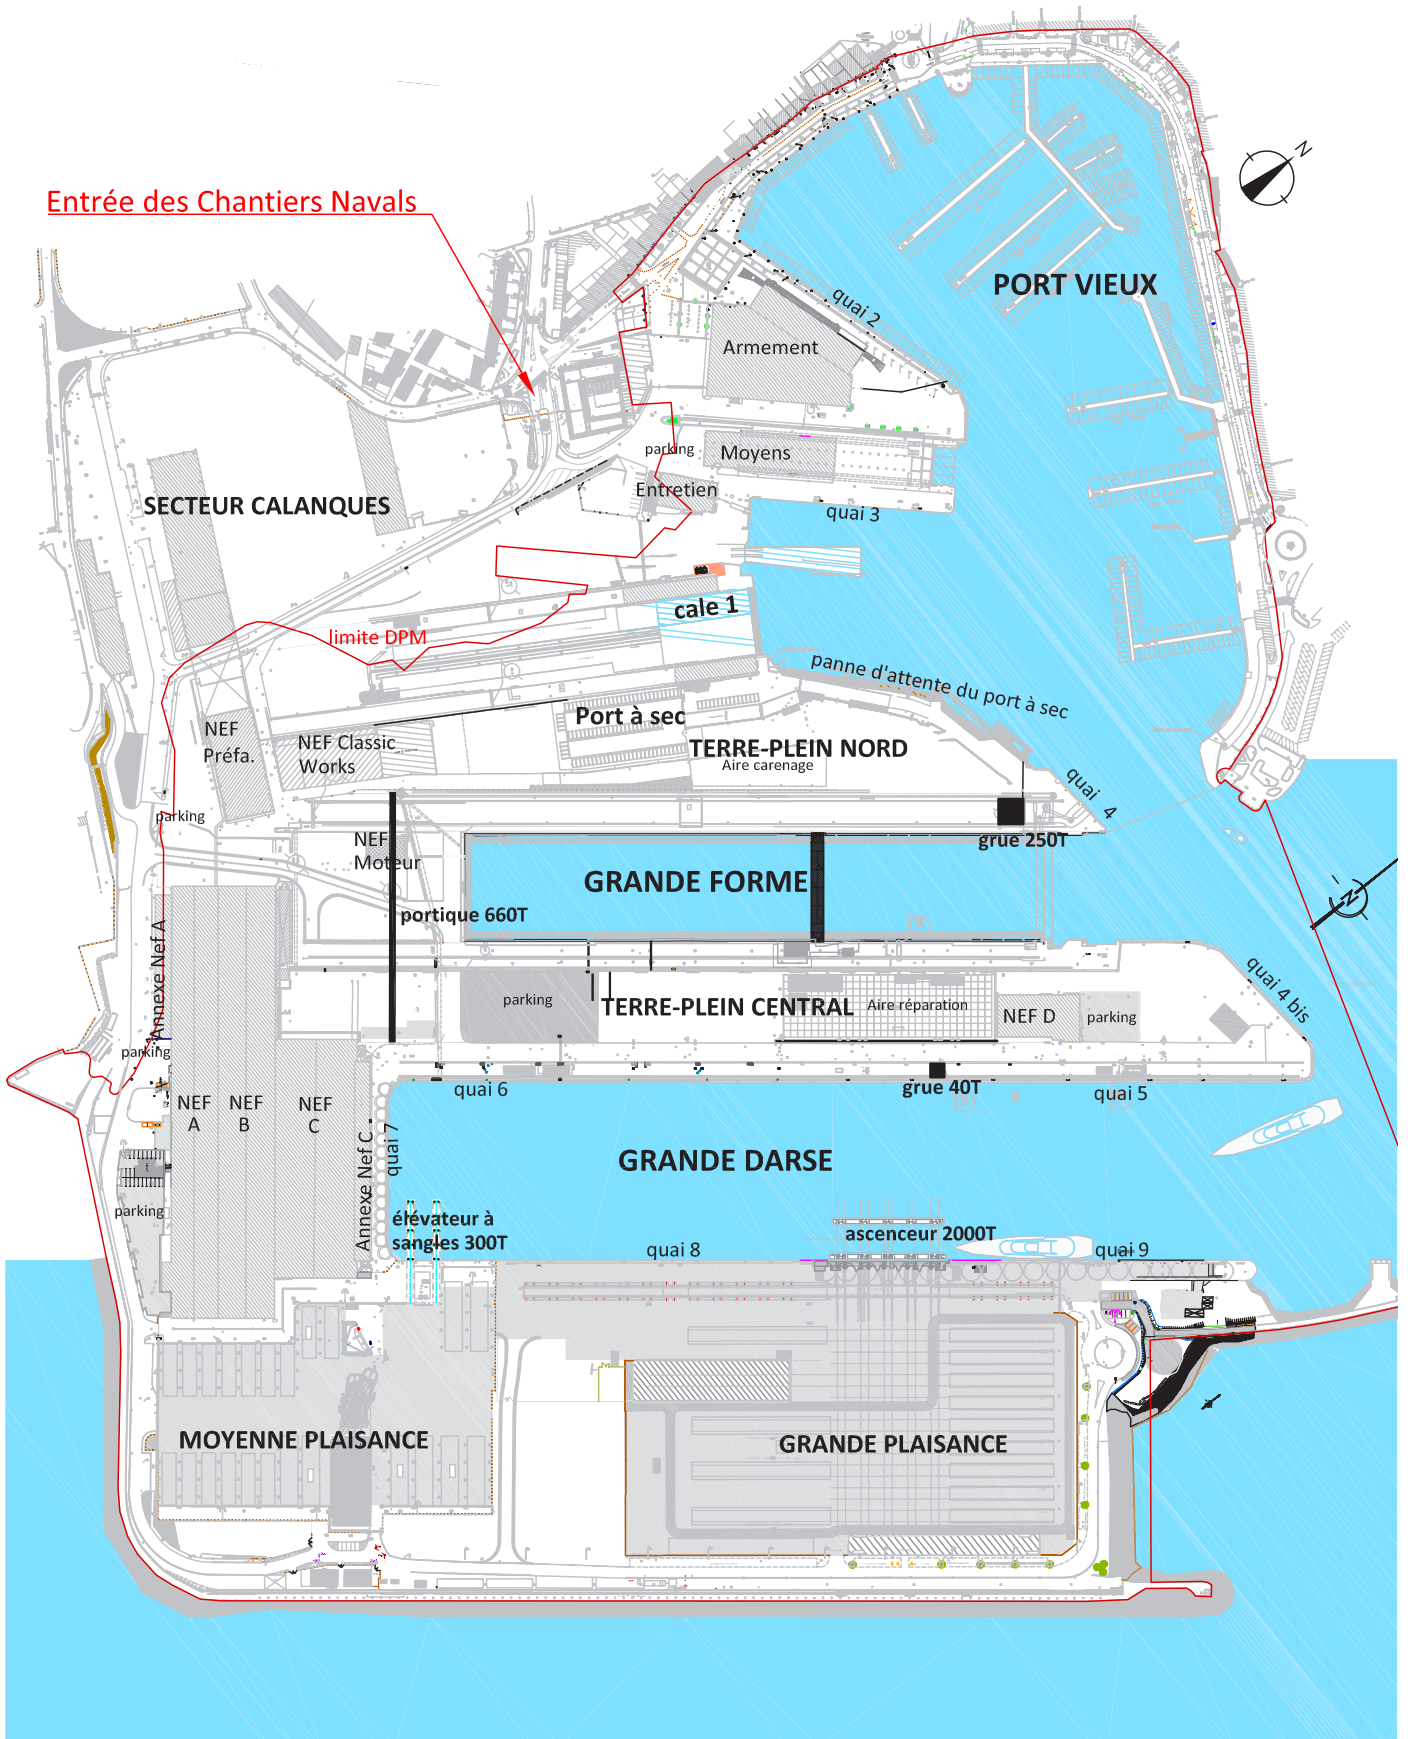 N
Entrée des Chantiers Navals
PORT VIEUX
quai 2
Armement
parking
Moyens
Entretien
SECTEUR CALANQUES
quai 3
cale 1
limite DPM
panne d'attente du port à sec
Port à sec
NEF
Préfa.
NEF Classic
Works
TERRE-PLEIN NORD
Aire carenage
quai 4
parking
NEF
Moteur
grue 250T
GRANDE FORME
portique 660T
N
Annexe Nef A
quai 4 bis
parking
TERRE-PLEIN CENTRAL
Aire réparation
NEF D
parking
parking
quai 6
grue 40T
quai 5
NEF
A
NEF
B
NEF
C
Annexe Nef C
quai 7
GRANDE DARSE
parking
élévateur à
sangles 300T
quai 8
ascenceur 2000T
quai 9
MOYENNE PLAISANCE
GRANDE PLAISANCE